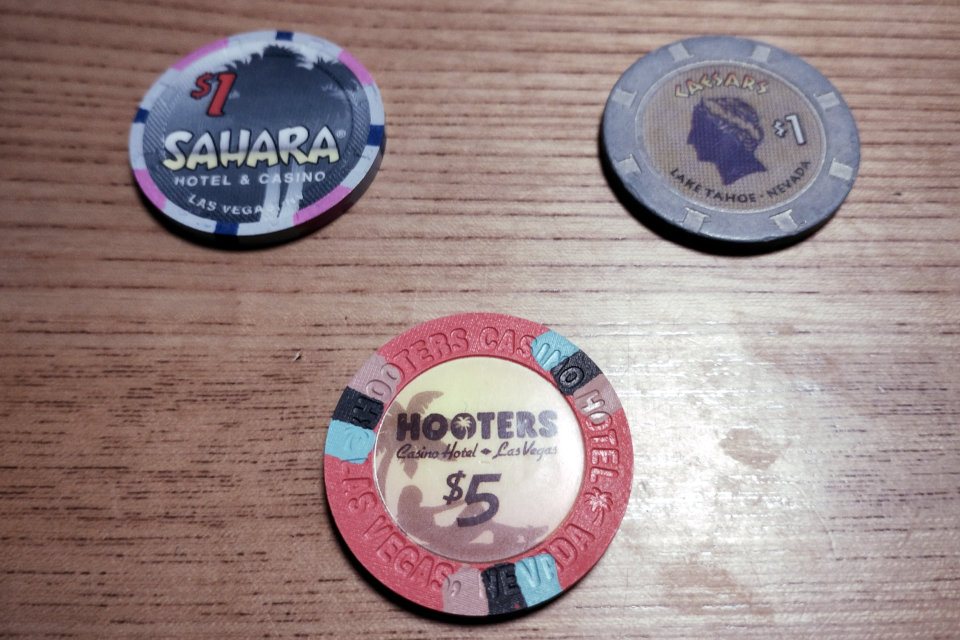 $1
SAHARA®
HOTEL & CASINO
LAS VEGAS
CAESARS
$1
LAKE TAHOE · NEVADA
HOOTERS CASINO HOTEL
HOOTERS
Casino Hotel Las Vegas
$5
LAS VEGAS, NEVADA